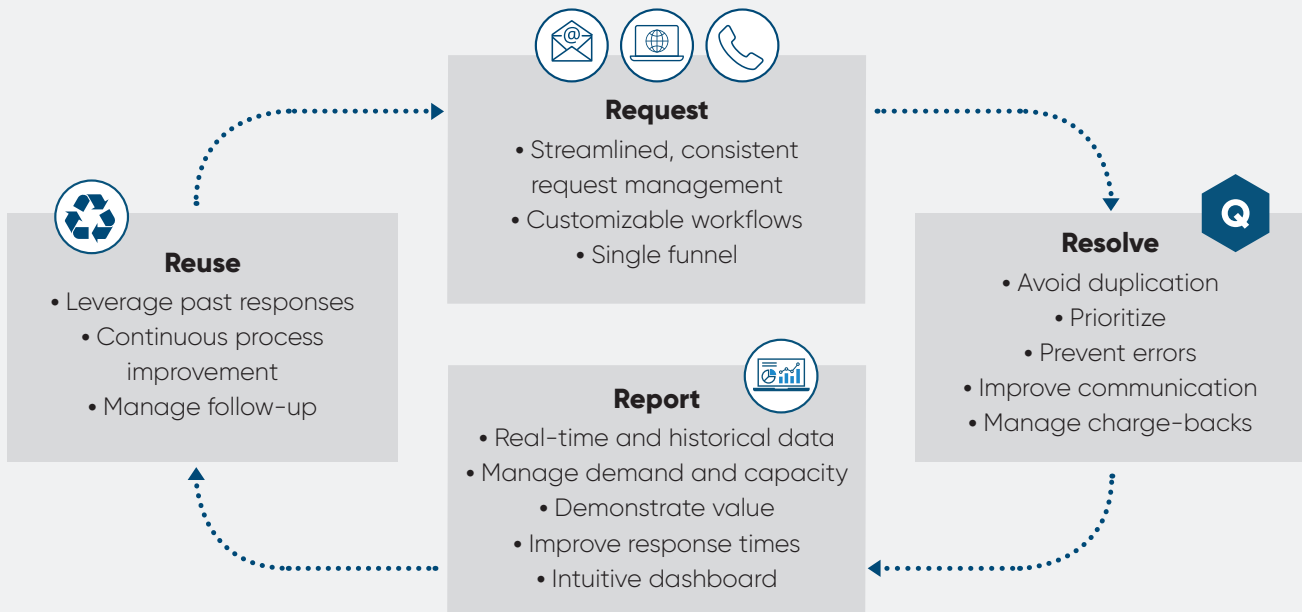 @
Request
• Streamlined, consistent
request management
• Customizable workflows
• Single funnel
Q
Resolve
• Avoid duplication
• Prioritize
• Prevent errors
• Improve communication
• Manage charge-backs
Report
• Real-time and historical data
• Manage demand and capacity
• Demonstrate value
• Improve response times
• Intuitive dashboard
Reuse
• Leverage past responses
• Continuous process
improvement
• Manage follow-up